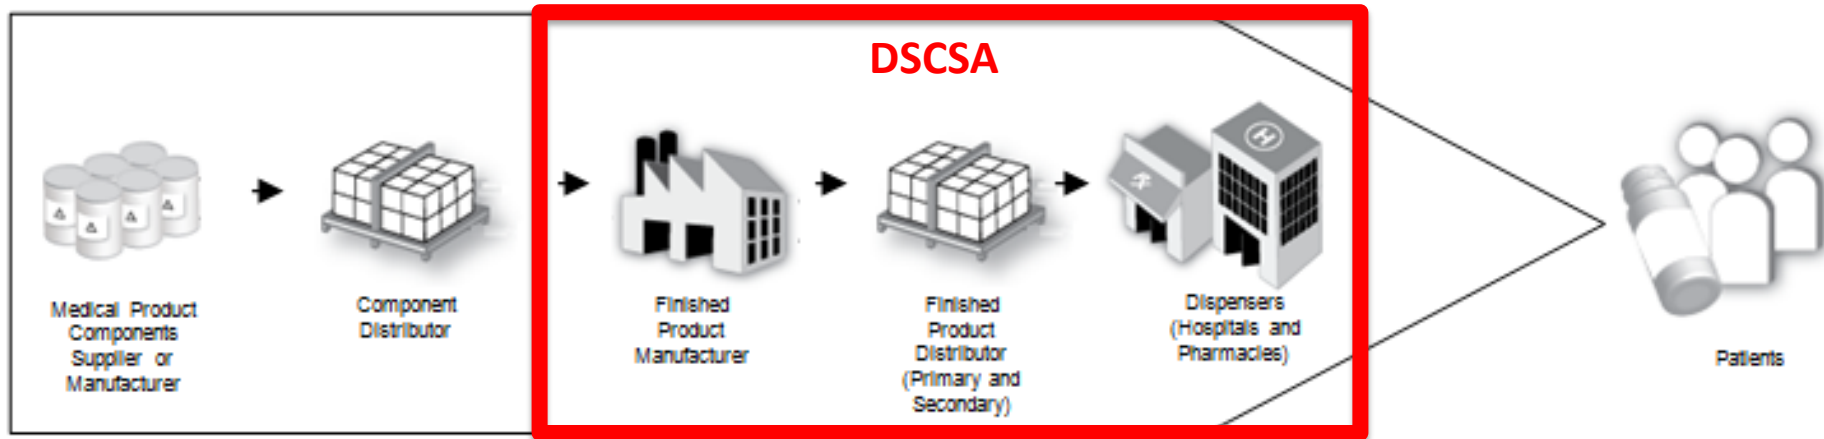 DSCSA
Medical Product
Components
Supplier or
Manufacturer
Component
Distributor
Finished
Product
Manufacturer
Finished
Product
Distributor
(Primary and
Secondary)
Dispensers
(Hospitals and
Pharmacies)
Patients
H